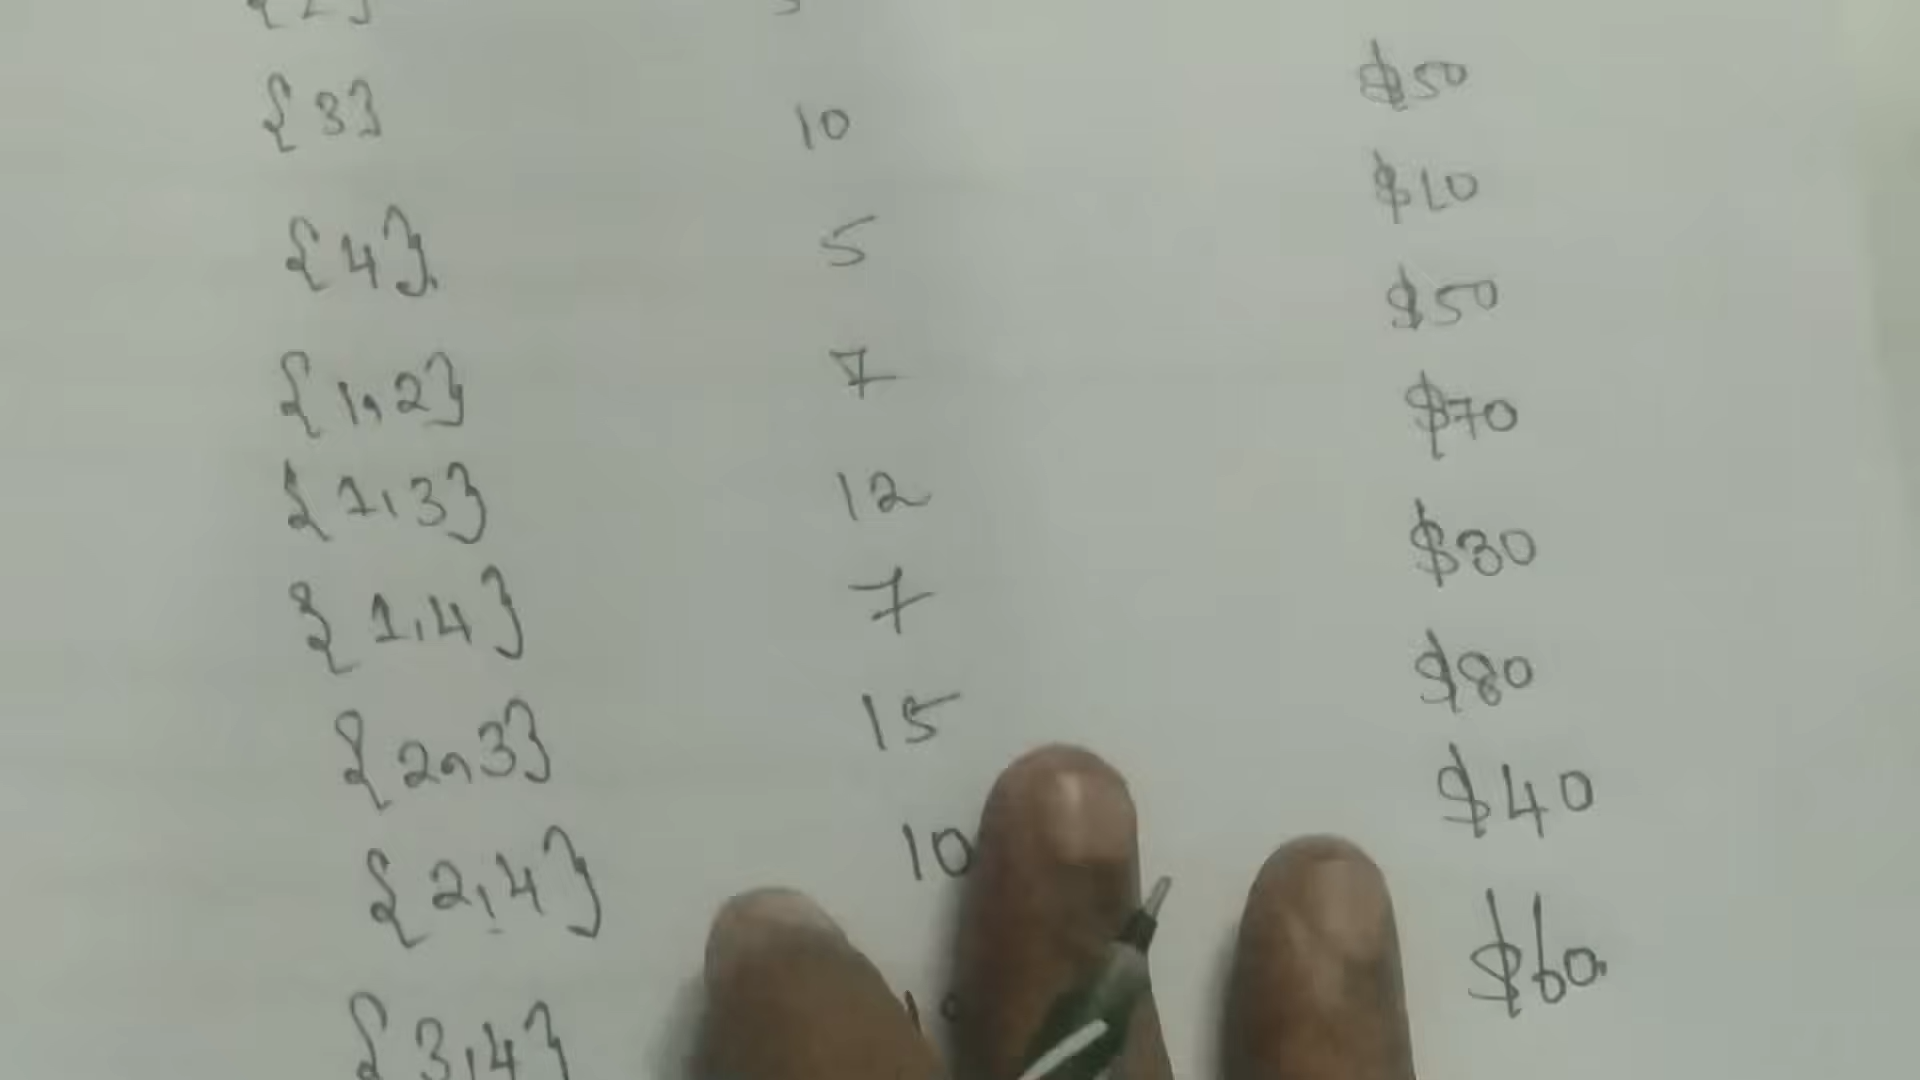 {3} 10 $50
{4} 5 $10
{1,2} 7 $50
{1,3} 12 $70
{1,4} 7 $30
{2,3} 15 $80
{2,4} 10 $40
{3,4} $60